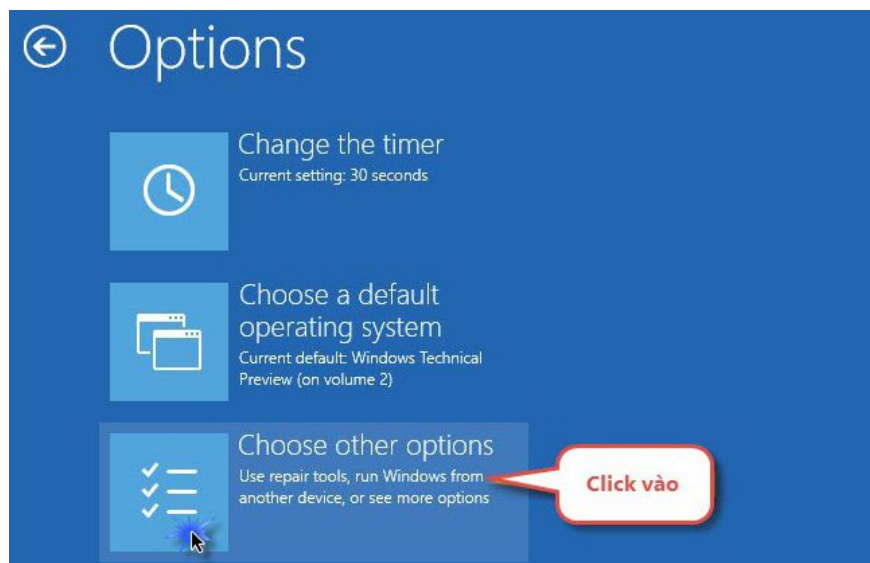 Options
Change the timer
Current setting: 30 seconds
Choose a default
operating system
Current default: Windows Technical
Preview (on volume 2)
Choose other options
Use repair tools, run Windows from
another device, or see more options
Click vào